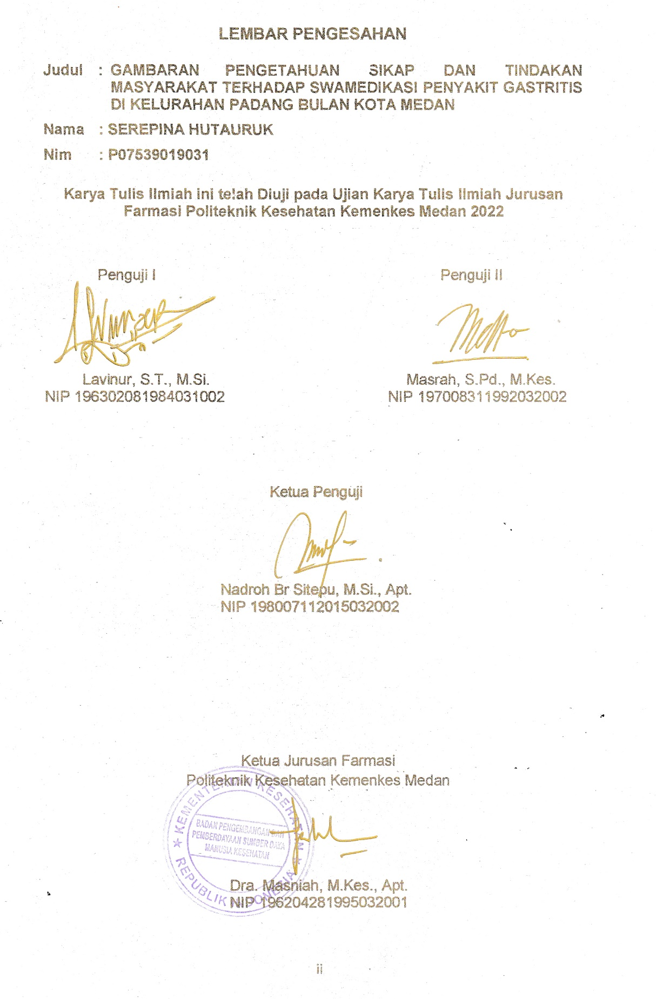 LEMBAR PENGESAHAN
Judul : GAMBARAN PENGETAHUAN SIKAP DAN TINDAKAN
MASYARAKAT TERHADAP SWAMEDIKASI PENYAKIT GASTRITIS
DI KELURAHAN PADANG BULAN KOTA MEDAN
Nama : SEREPINA HUTAURUK
Nim : P07539019031
Karya Tulis Ilmiah ini telah Diuji pada Ujian Karya Tulis Ilmiah Jurusan
Farmasi Politeknik Kesehatan Kemenkes Medan 2022
Penguji I
Penguji II
Lavinur, S.T., M.Si.
NIP 196302081984031002
Masrah, S.Pd., M.Kes.
NIP 197008311992032002
Ketua Penguji
Nadroh Br Sitepu, M.Si., Apt.
NIP 198007112015032002
Ketua Jurusan Farmasi
Politeknik Kesehatan Kemenkes Medan
KEMENTERIAN KESEHATAN
BADAN PENGEMBANGAN DAN
PEMBERDAYAAN SUMBER DAYA
MANUSIA KESEHATAN
REPUBLIK INDONESIA
Dra. Masniah, M.Kes., Apt.
NIP 196204281995032001
ii